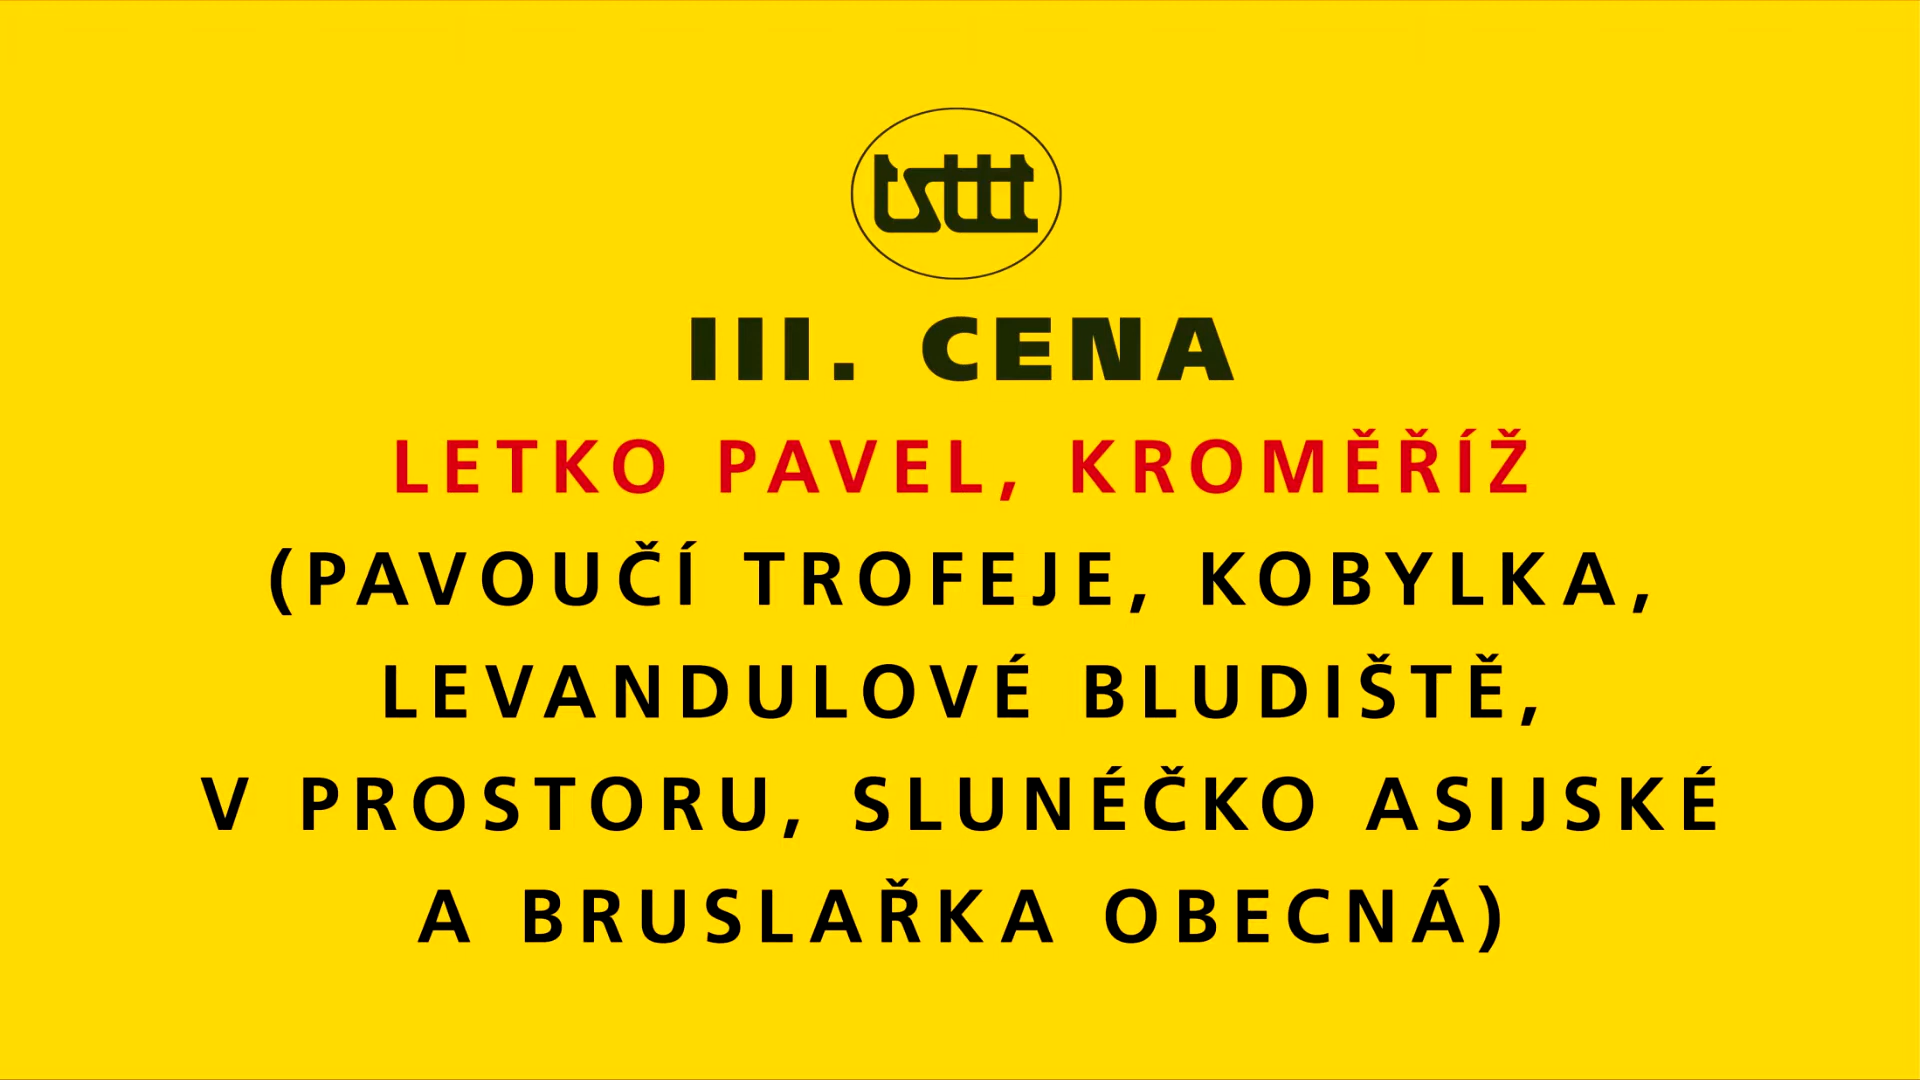 tsttt
III. CENA
LETKO PAVEL, KROMĚŘÍŽ
(PAVOUČÍ TROFEJE, KOBYLKA,
LEVANDULOVÉ BLUDIŠTĚ,
V PROSTORU, SLUNÉČKO ASIJSKÉ
A BRUSLAŘKA OBECNÁ)